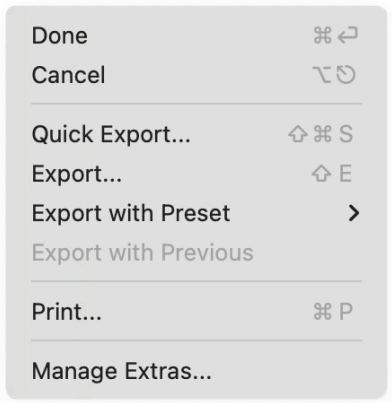 Done ⌘↩
Cancel ⌥⎋
Quick Export... ⇧⌘S
Export... ⇧E
Export with Preset >
Export with Previous
Print... ⌘P
Manage Extras...